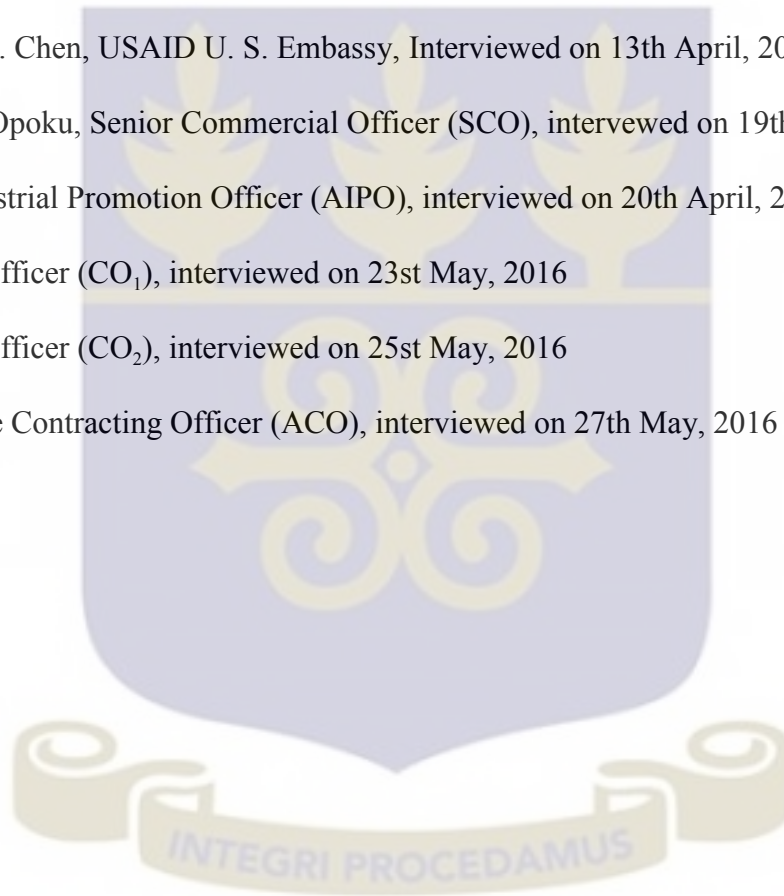 . Chen, USAID U. S. Embassy, Interviewed on 13th April, 20
Opoku, Senior Commercial Officer (SCO), intervewed on 19th
strial Promotion Officer (AIPO), interviewed on 20th April, 2
fficer (CO₁), interviewed on 23st May, 2016
fficer (CO₂), interviewed on 25st May, 2016
e Contracting Officer (ACO), interviewed on 27th May, 2016
INTEGRI PROCEDAMUS